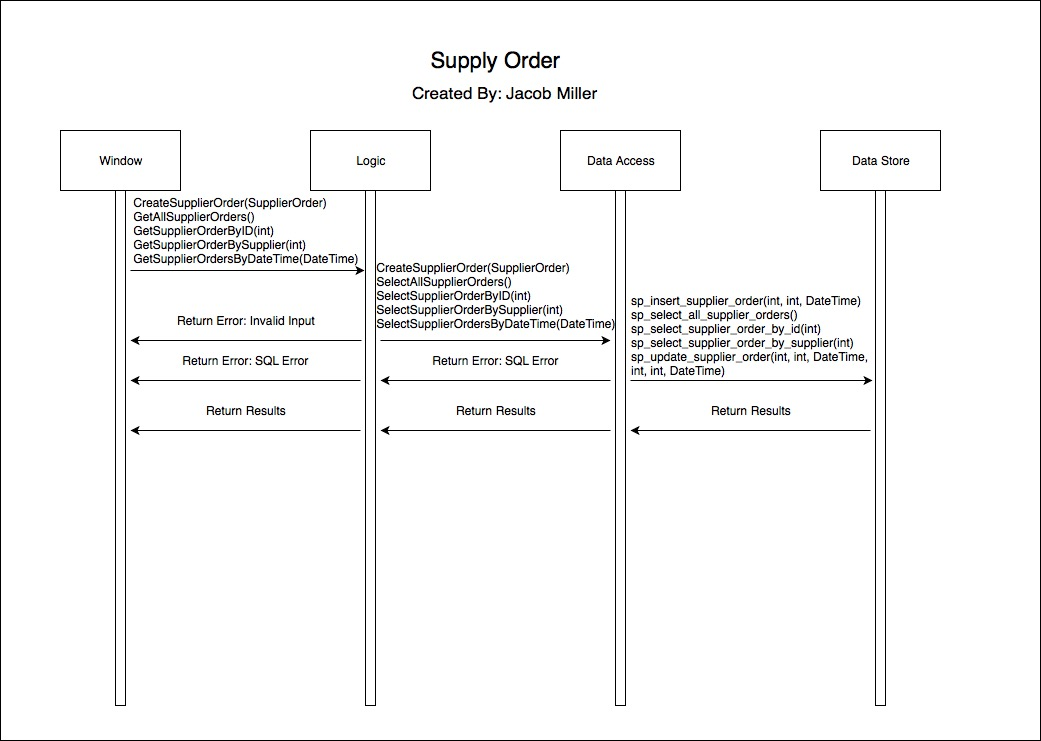 Supply Order
Created By: Jacob Miller
Window
Logic
Data Access
Data Store
CreateSupplierOrder(SupplierOrder)
GetAllSupplierOrders()
GetSupplierOrderByID(int)
GetSupplierOrderBySupplier(int)
GetSupplierOrdersByDateTime(DateTime)
CreateSupplierOrder(SupplierOrder)
SelectAllSupplierOrders()
SelectSupplierOrderByID(int)
SelectSupplierOrderBySupplier(int)
SelectSupplierOrdersByDateTime(DateTime)
sp_insert_supplier_order(int, int, DateTime)
sp_select_all_supplier_orders()
sp_select_supplier_order_by_id(int)
sp_select_supplier_order_by_supplier(int)
sp_update_supplier_order(int, int, DateTime,
int, int, DateTime)
Return Error: Invalid Input
Return Error: SQL Error
Return Error: SQL Error
Return Results
Return Results
Return Results